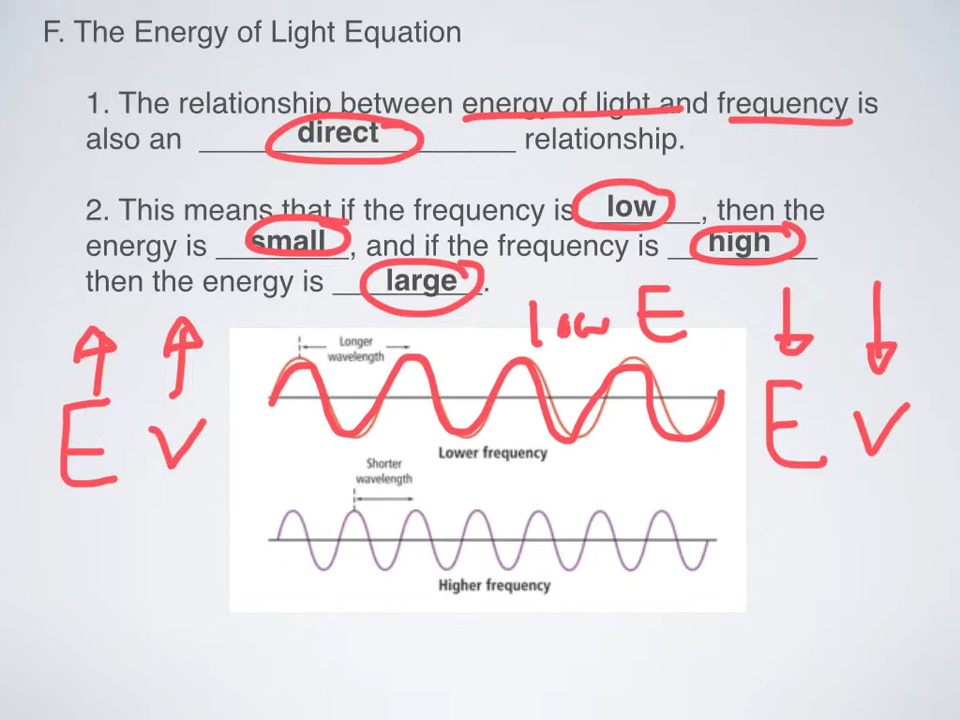 F. The Energy of Light Equation
1. The relationship between energy of light and frequency is
also an direct relationship.
2. This means that if the frequency is low, then the
energy is small, and if the frequency is high
then the energy is large.
low E
Longer
wavelength
E v
E v
Lower frequency
Shorter
wavelength
Higher frequency